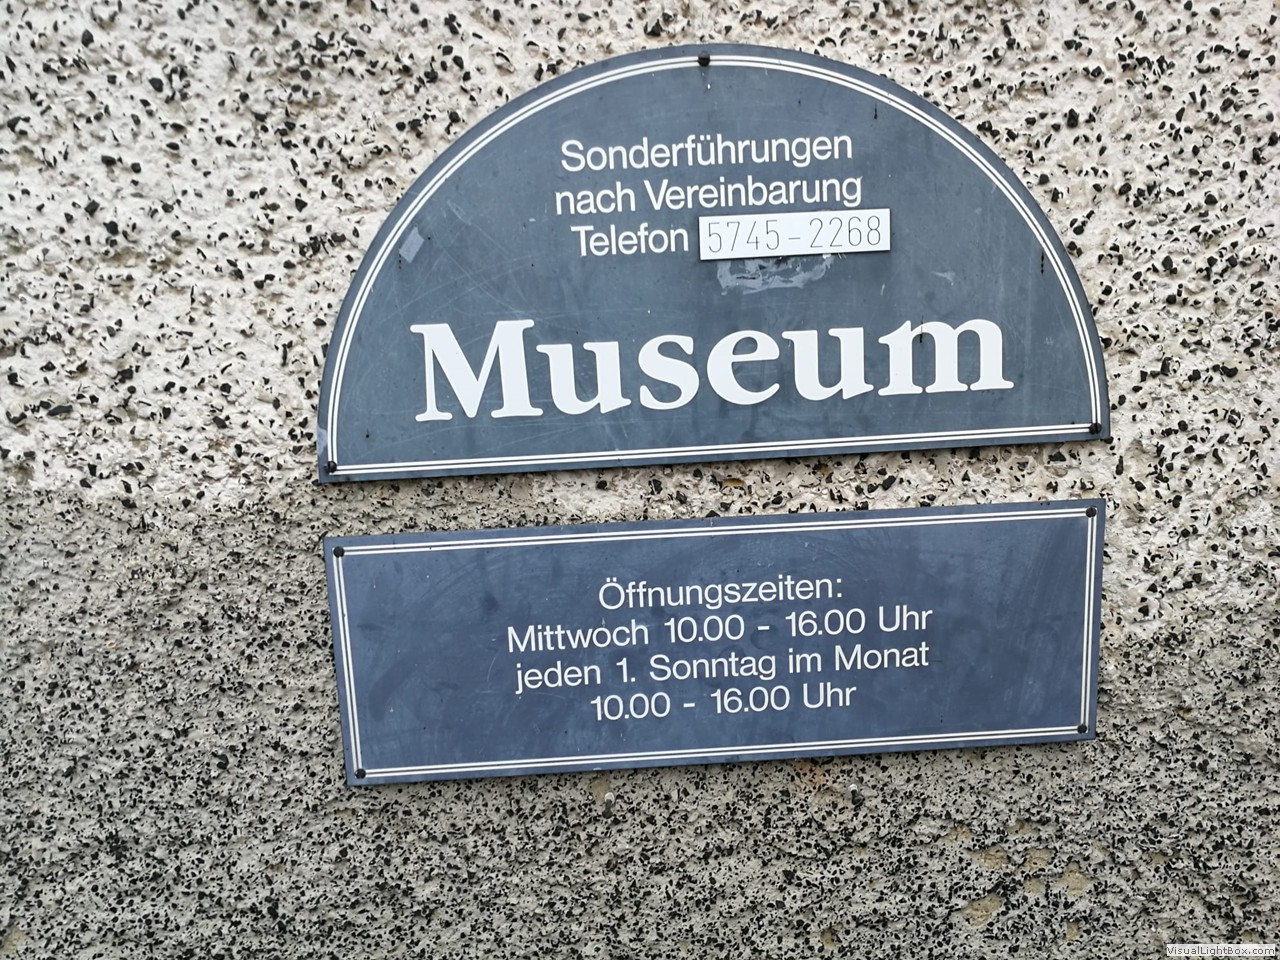 Sonderführungen
nach Vereinbarung
Telefon 5745-2268
Museum
Öffnungszeiten:
Mittwoch 10.00 - 16.00 Uhr
jeden 1. Sonntag im Monat
10.00 - 16.00 Uhr
VisualLightBox.com